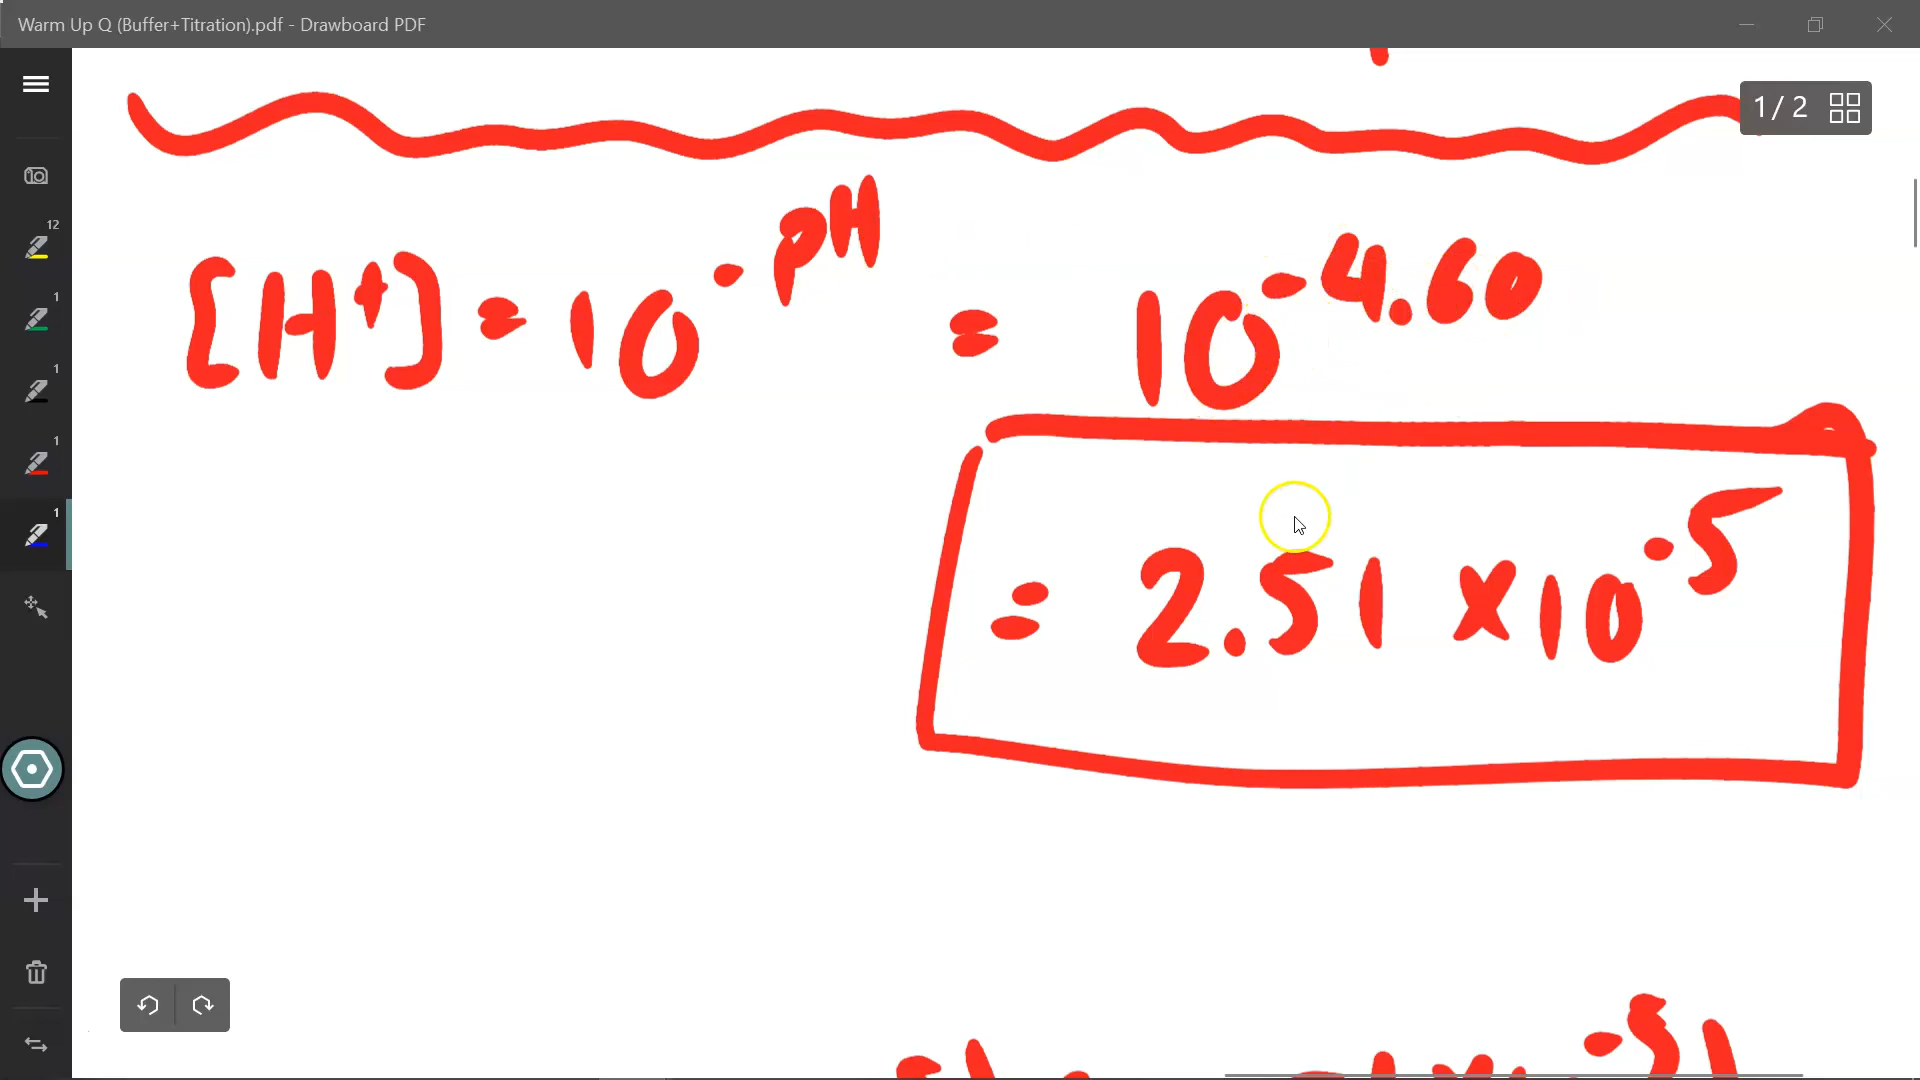 Warm Up Q (Buffer+Titration).pdf - Drawboard PDF
1 / 2
12
1
1
1
1
[H⁺] = 10^-pH = 10^-4.60
= 2.51 × 10^-5